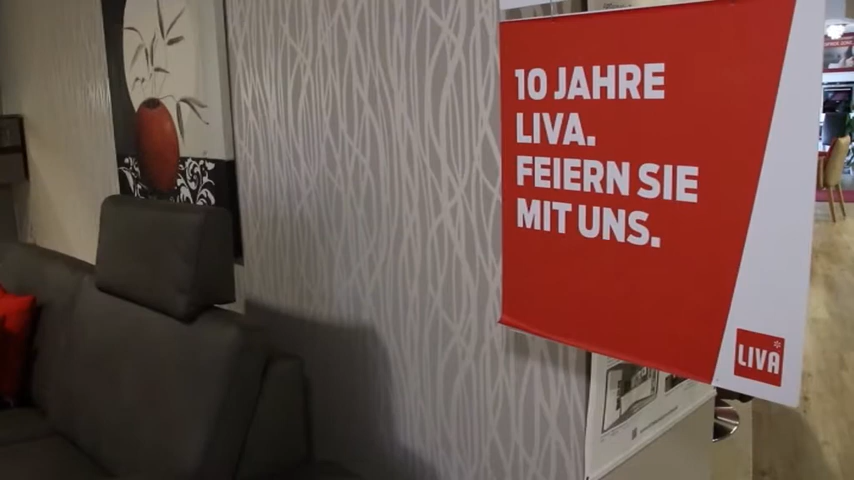 10 JAHRE
LIVA.
FEIERN SIE
MIT UNS.
LIVA